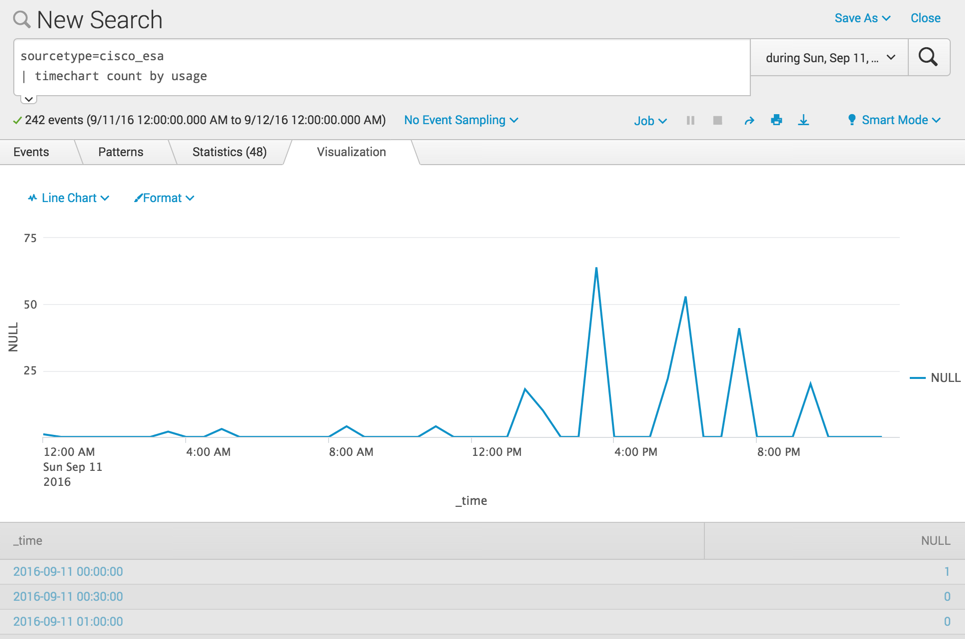 New Search
Save As
Close
sourcetype=cisco_esa
| timechart count by usage
during Sun, Sep 11, ...
242 events (9/11/16 12:00:00.000 AM to 9/12/16 12:00:00.000 AM)
No Event Sampling
Job
Smart Mode
Events
Patterns
Statistics (48)
Visualization
Line Chart
Format
75
50
25
NULL
NULL
12:00 AM
Sun Sep 11
2016
4:00 AM
8:00 AM
12:00 PM
4:00 PM
8:00 PM
_time
_time
NULL
2016-09-11 00:00:00
1
2016-09-11 00:30:00
0
2016-09-11 01:00:00
0